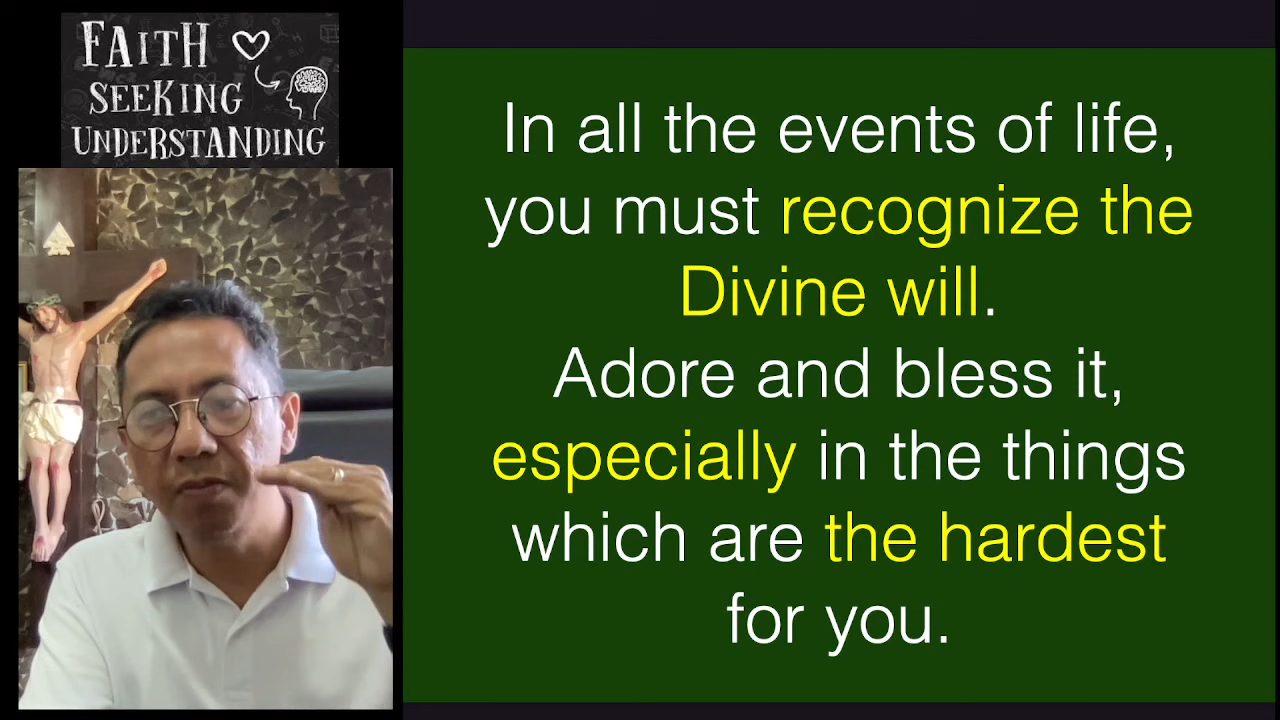 FAITH
SEEKING
UNDERSTANDING
In all the events of life,
you must recognize the
Divine will.
Adore and bless it,
especially in the things
which are the hardest
for you.